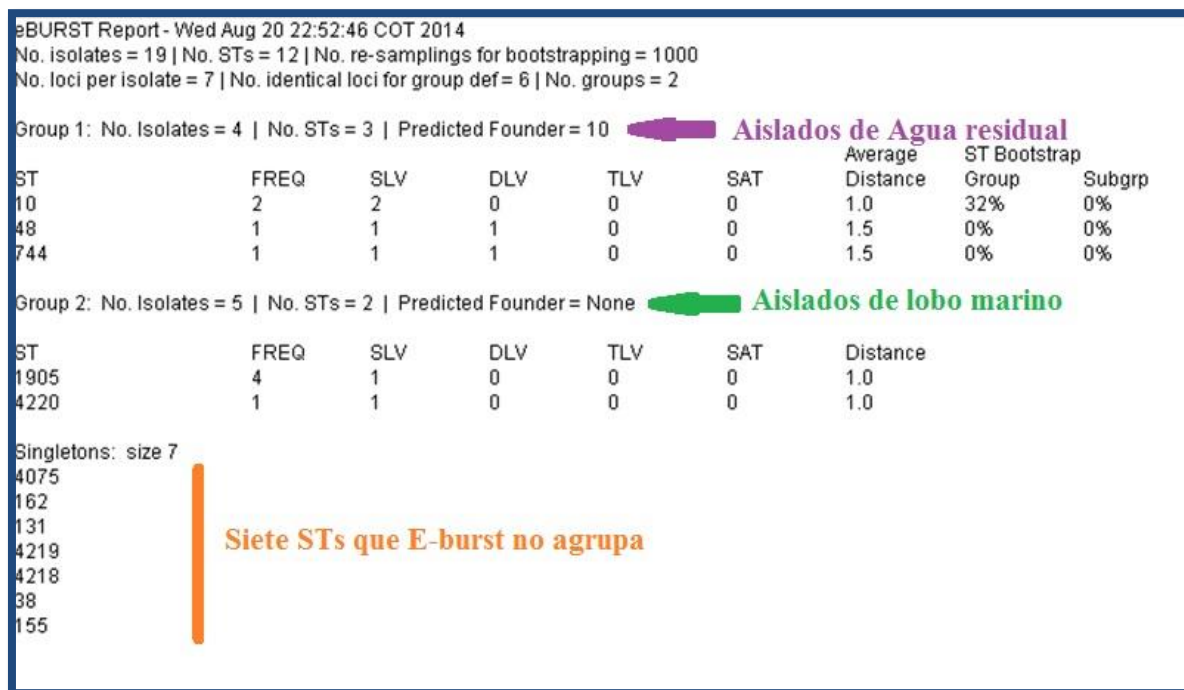 eBURST Report - Wed Aug 20 22:52:46 COT 2014
No. isolates = 19 | No. STs = 12 | No. re-samplings for bootstrapping = 1000
No. loci per isolate = 7 | No. identical loci for group def = 6 | No. groups = 2
Group 1: No. Isolates = 4 | No. STs = 3 | Predicted Founder = 10 Aislados de Agua residual
Average ST Bootstrap
ST FREQ SLV DLV TLV SAT Distance Group Subgrp
10 2 2 0 0 0 1.0 32% 0%
48 1 1 1 0 0 1.5 0% 0%
744 1 1 1 0 0 1.5 0% 0%
Group 2: No. Isolates = 5 | No. STs = 2 | Predicted Founder = None Aislados de lobo marino
ST FREQ SLV DLV TLV SAT Distance
1905 4 1 0 0 0 1.0
4220 1 1 0 0 0 1.0
Singletons: size 7
4075
162
131
Siete STs que E-burst no agrupa
4219
4218
38
155